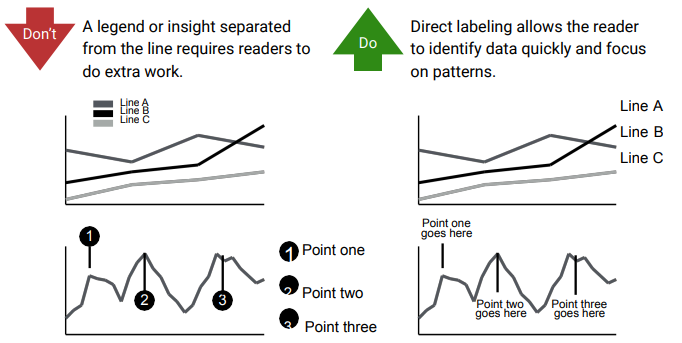 Don't
A legend or insight separated
from the line requires readers to
do extra work.
Line A
Line B
Line C
1
2
3
1 Point one
2 Point two
3 Point three
Do
Direct labeling allows the reader
to identify data quickly and focus
on patterns.
Line A
Line B
Line C
Point one
goes here
Point two
goes here
Point three
goes here